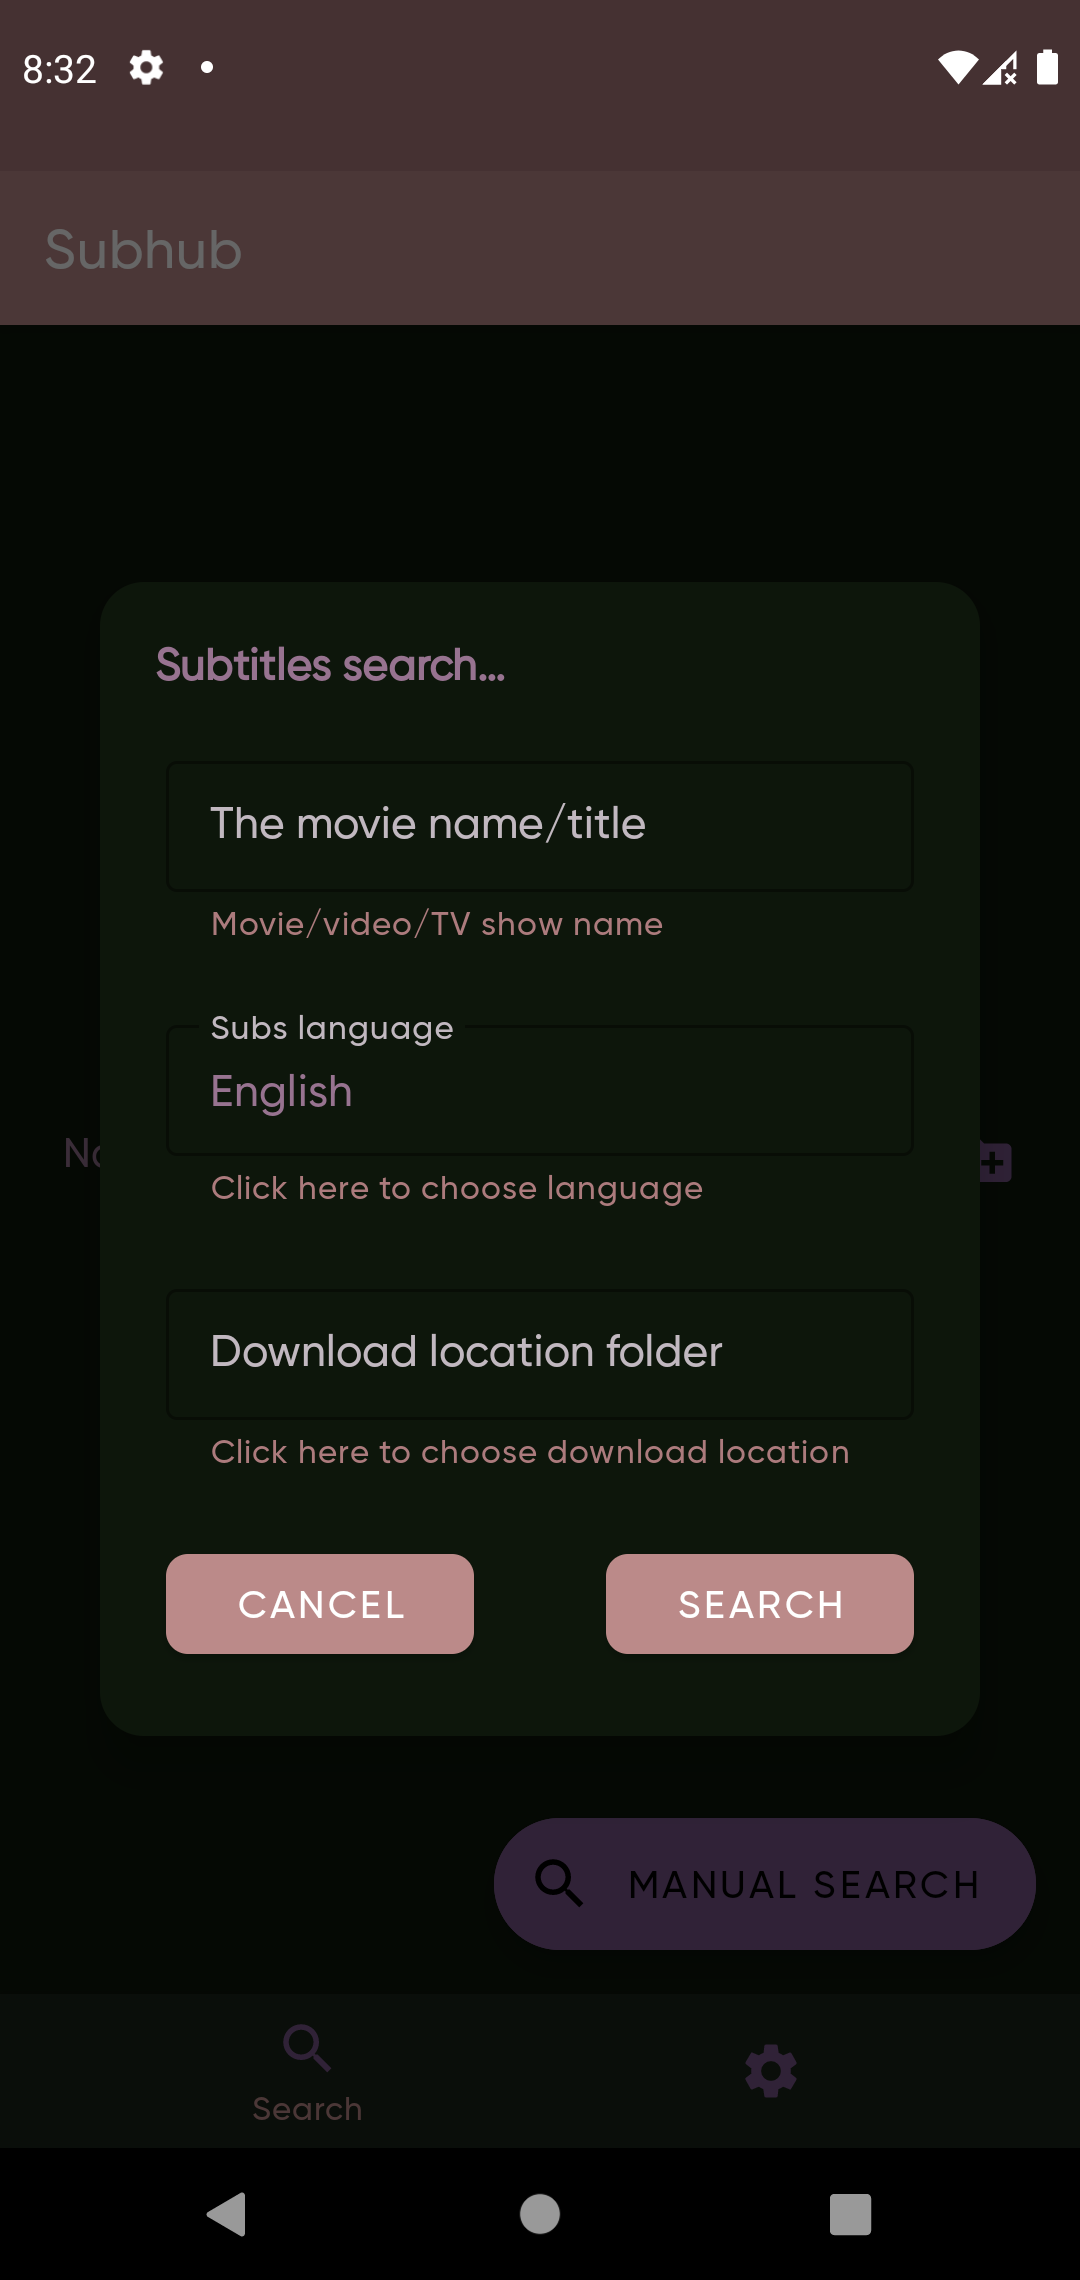 8:32
Subhub
Subtitles search...
The movie name/title
Movie/video/TV show name
Subs language
English
Click here to choose language
Download location folder
Click here to choose download location
CANCEL
SEARCH
MANUAL SEARCH
Search